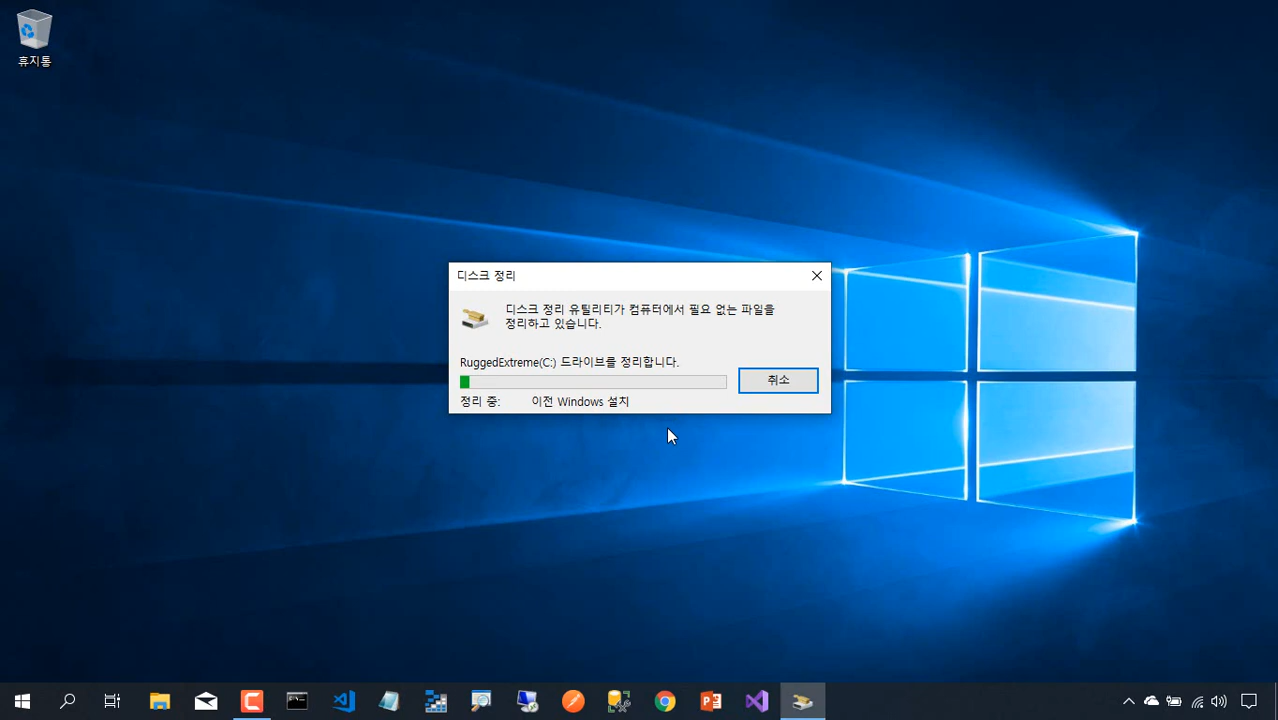 휴지통
디스크 정리
디스크 정리 유틸리티가 컴퓨터에서 필요 없는 파일을
정리하고 있습니다.
RuggedExtreme(C:) 드라이브를 정리합니다.
취소
정리 중: 이전 Windows 설치